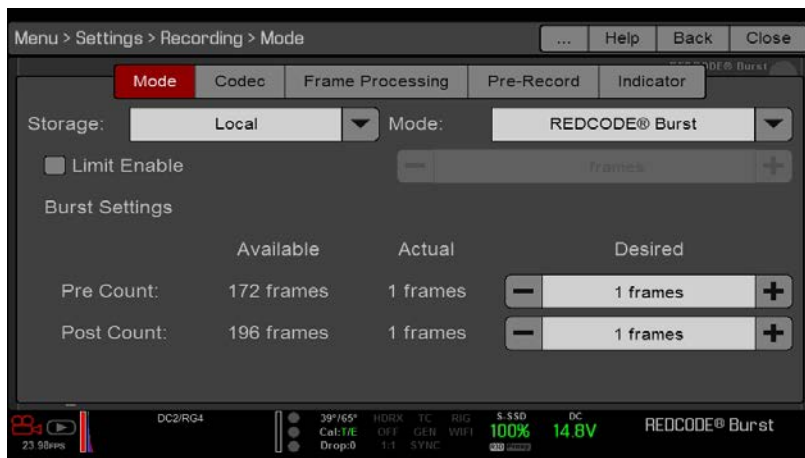 Menu > Settings > Recording > Mode
... Help Back Close
Mode Codec Frame Processing Pre-Record Indicator
Storage: Local Mode: REDCODE® Burst
Limit Enable frames
Burst Settings
Available Actual Desired
Pre Count: 172 frames 1 frames 1 frames
Post Count: 196 frames 1 frames 1 frames
DC2/RG4 39°/65° HDRX TC RIG S-SSD DC
Cal:T/E OFF GEN WIFI 100% 14.8V REDCODE® Burst
23.98FPS Drop:0 1:1 SYNC